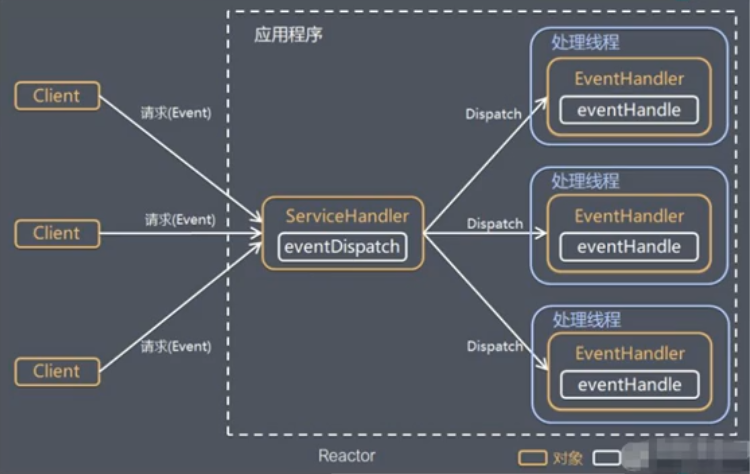 应用程序
处理线程
EventHandler
eventHandle
Client
请求(Event)
Dispatch
处理线程
ServiceHandler
EventHandler
Client
请求(Event)
Dispatch
eventDispatch
eventHandle
处理线程
Client
请求(Event)
Dispatch
EventHandler
eventHandle
Reactor
对象